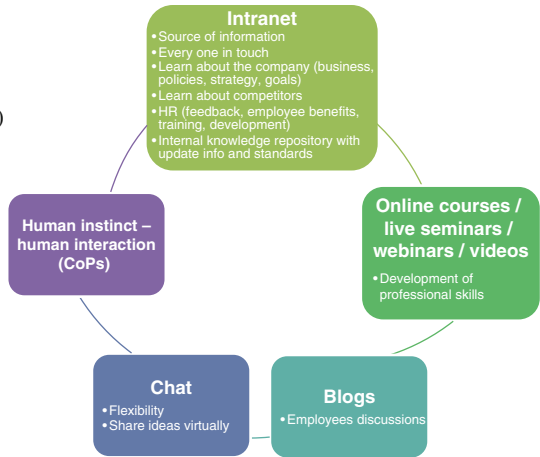 Intranet
•Source of information
•Every one in touch
•Learn about the company (business,
policies, strategy, goals)
•Learn about competitors
•HR (feedback, employee benefits,
training, development)
•Internal knowledge repository with
update info and standards
)
Online courses /
live seminars /
webinars / videos
•Development of
professional skills
Human instinct –
human interaction
(CoPs)
Chat
•Flexibility
•Share ideas virtually
Blogs
•Employees discussions